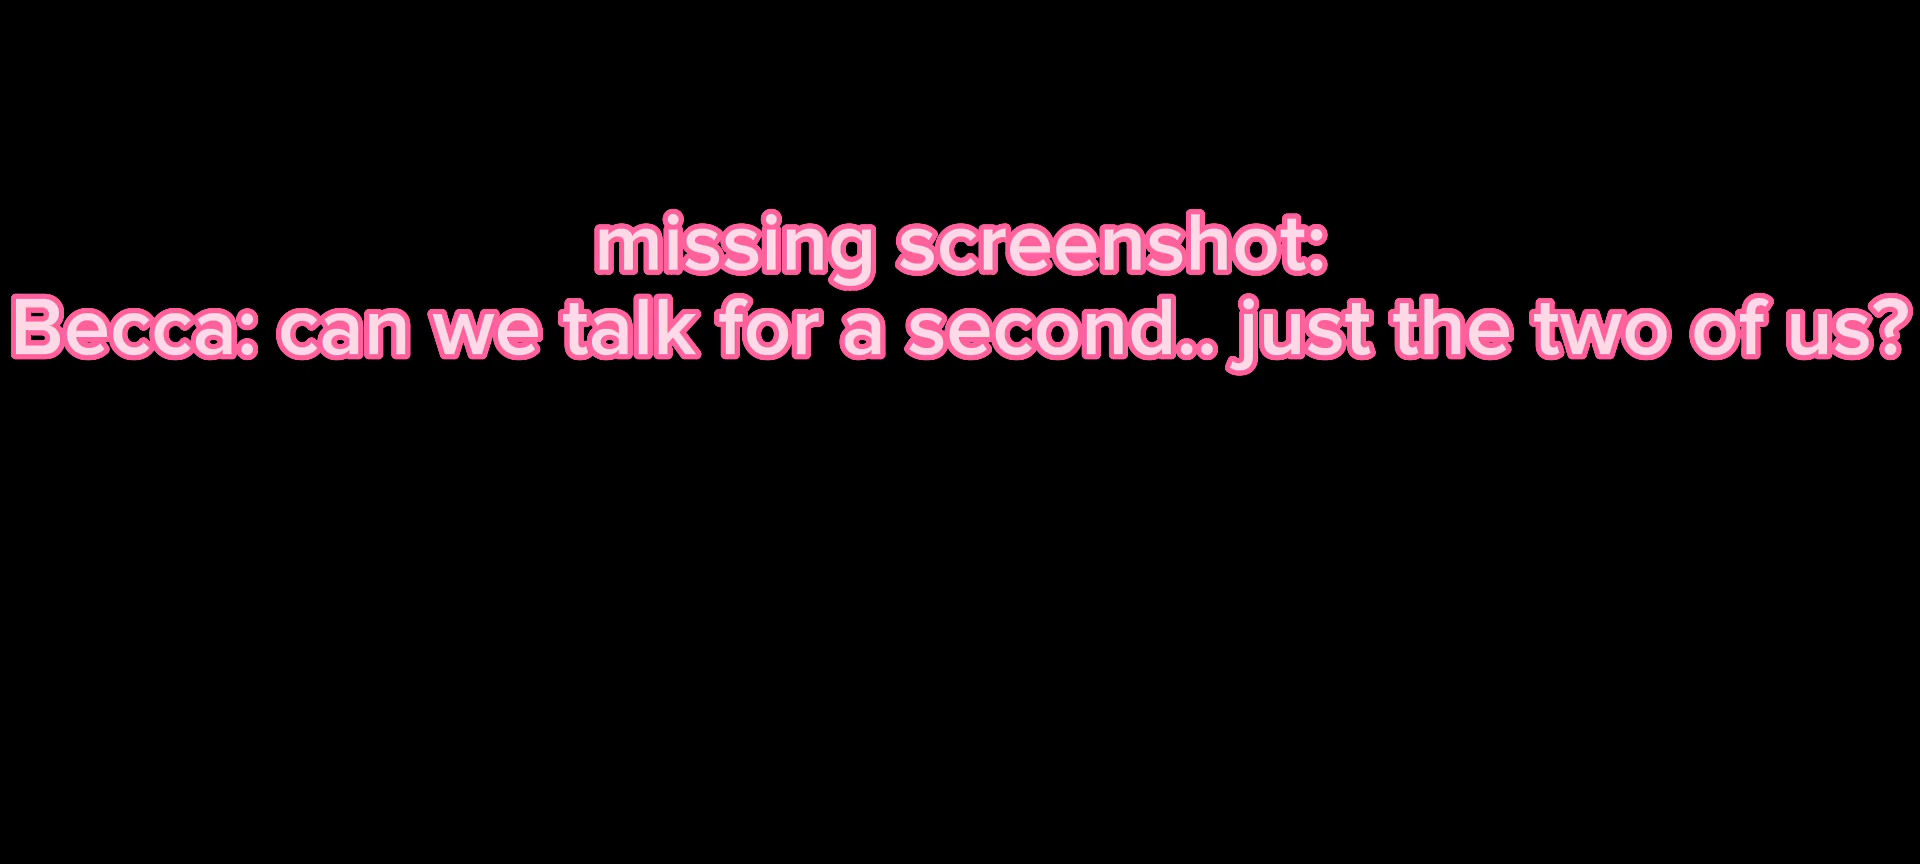 missing screenshot:
Becca: can we talk for a second.. just the two of us?